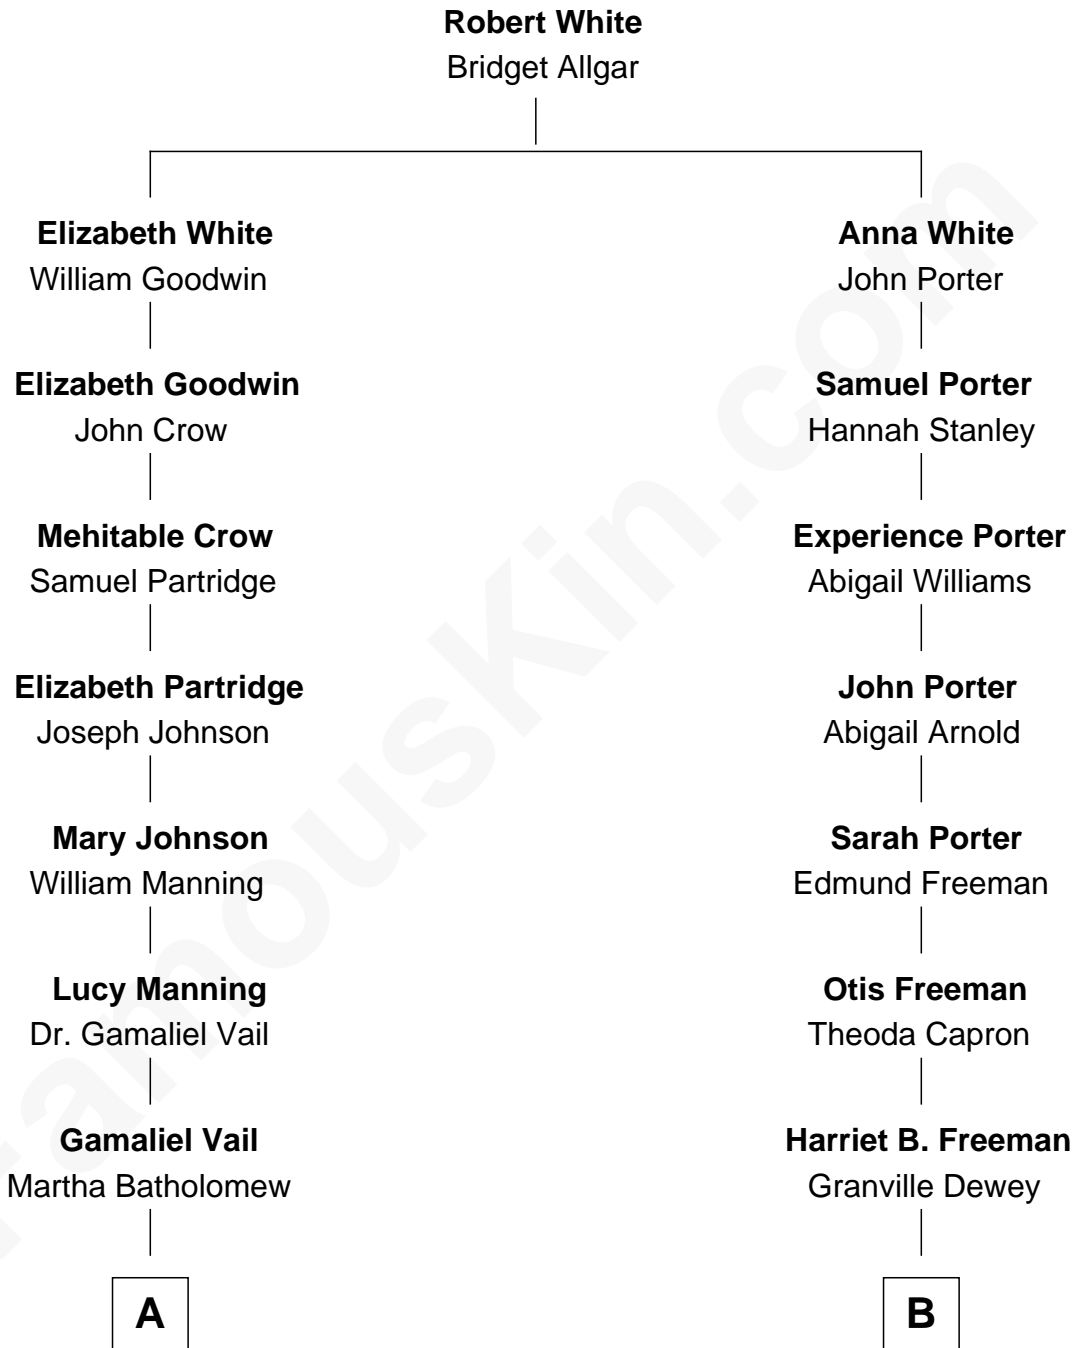 Robert White
Bridget Allgar
Elizabeth White
William Goodwin
Anna White
John Porter
Elizabeth Goodwin
John Crow
Samuel Porter
Hannah Stanley
Mehitable Crow
Samuel Partridge
Experience Porter
Abigail Williams
Elizabeth Partridge
Joseph Johnson
John Porter
Abigail Arnold
Mary Johnson
William Manning
Sarah Porter
Edmund Freeman
Lucy Manning
Dr. Gamaliel Vail
Otis Freeman
Theoda Capron
Gamaliel Vail
Martha Batholomew
Harriet B. Freeman
Granville Dewey
A
B
FamousKin.com